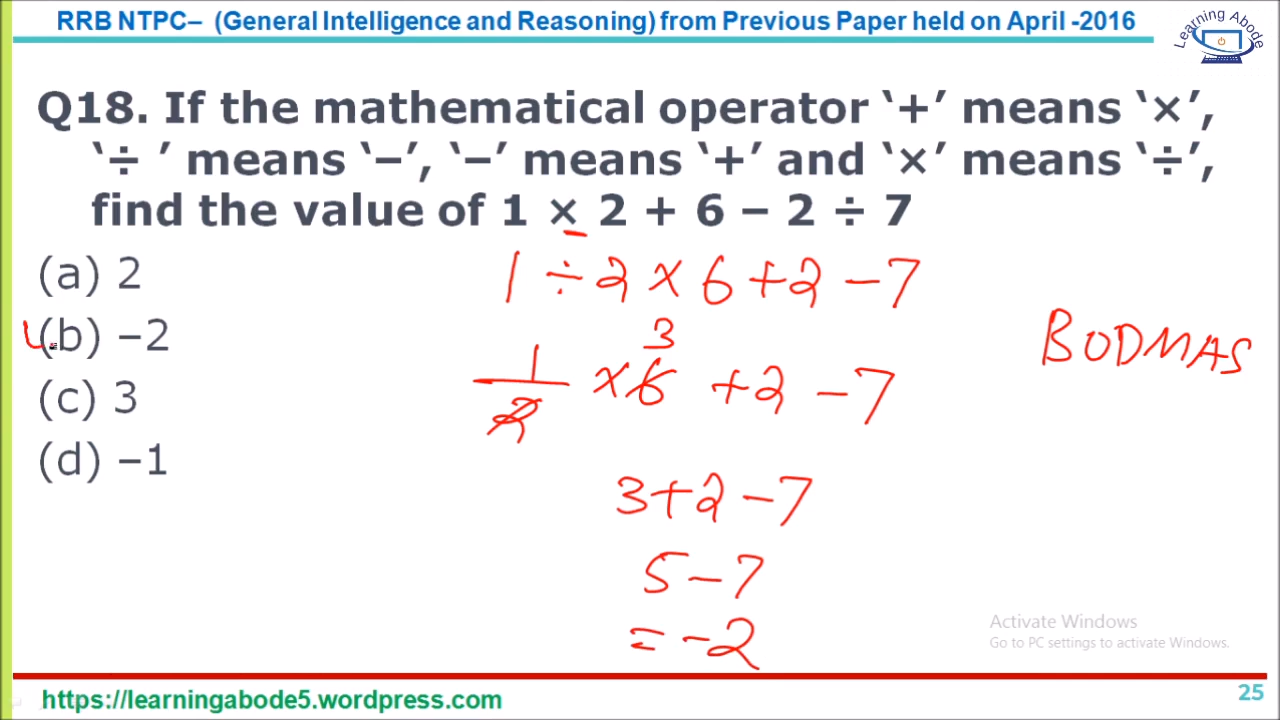 RRB NTPC– (General Intelligence and Reasoning) from Previous Paper held on April -2016
Learning Abode
Q18. If the mathematical operator ‘+’ means ‘×’,
‘÷ ’ means ‘–’, ‘–’ means ‘+’ and ‘×’ means ‘÷’,
find the value of 1 × 2 + 6 – 2 ÷ 7
(a) 2
(b) –2
(c) 3
(d) –1
1 ÷ 2 × 6 + 2 – 7
3
1
× 6 + 2 – 7
2
BODMAS
3 + 2 – 7
5 – 7
= – 2
Activate Windows
Go to PC settings to activate Windows.
https://learningabode5.wordpress.com
25